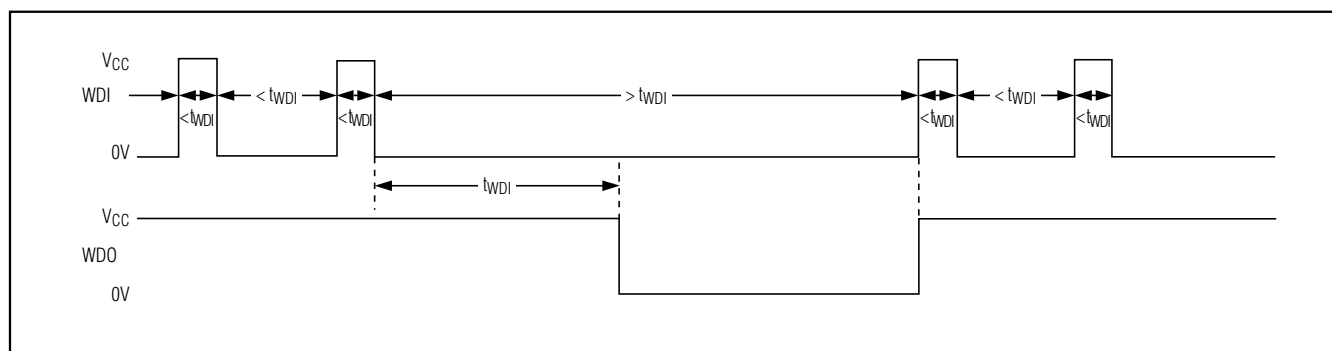 VCC
WDI
< tWDI
> tWDI
< tWDI
<tWDI
<tWDI
<tWDI
<tWDI
0V
tWDI
VCC
WDO
0V